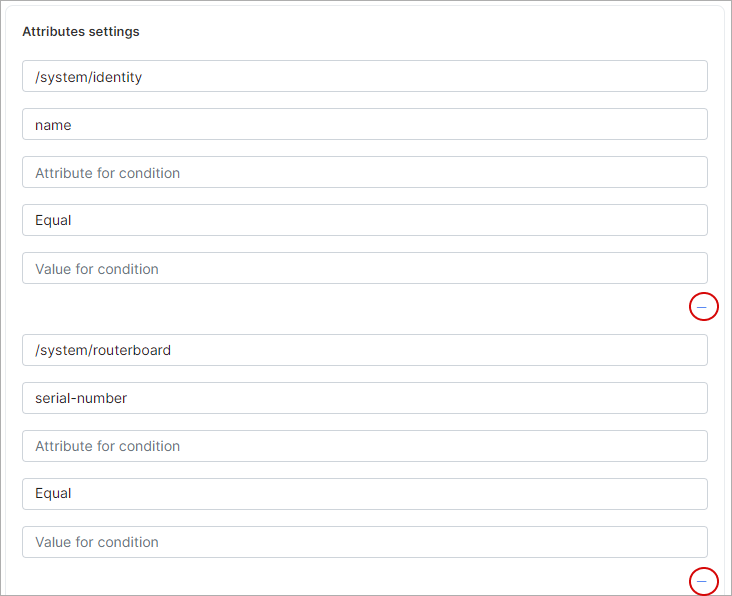 Attributes settings
/system/identity
name
Attribute for condition
Equal
Value for condition
/system/routerboard
serial-number
Attribute for condition
Equal
Value for condition